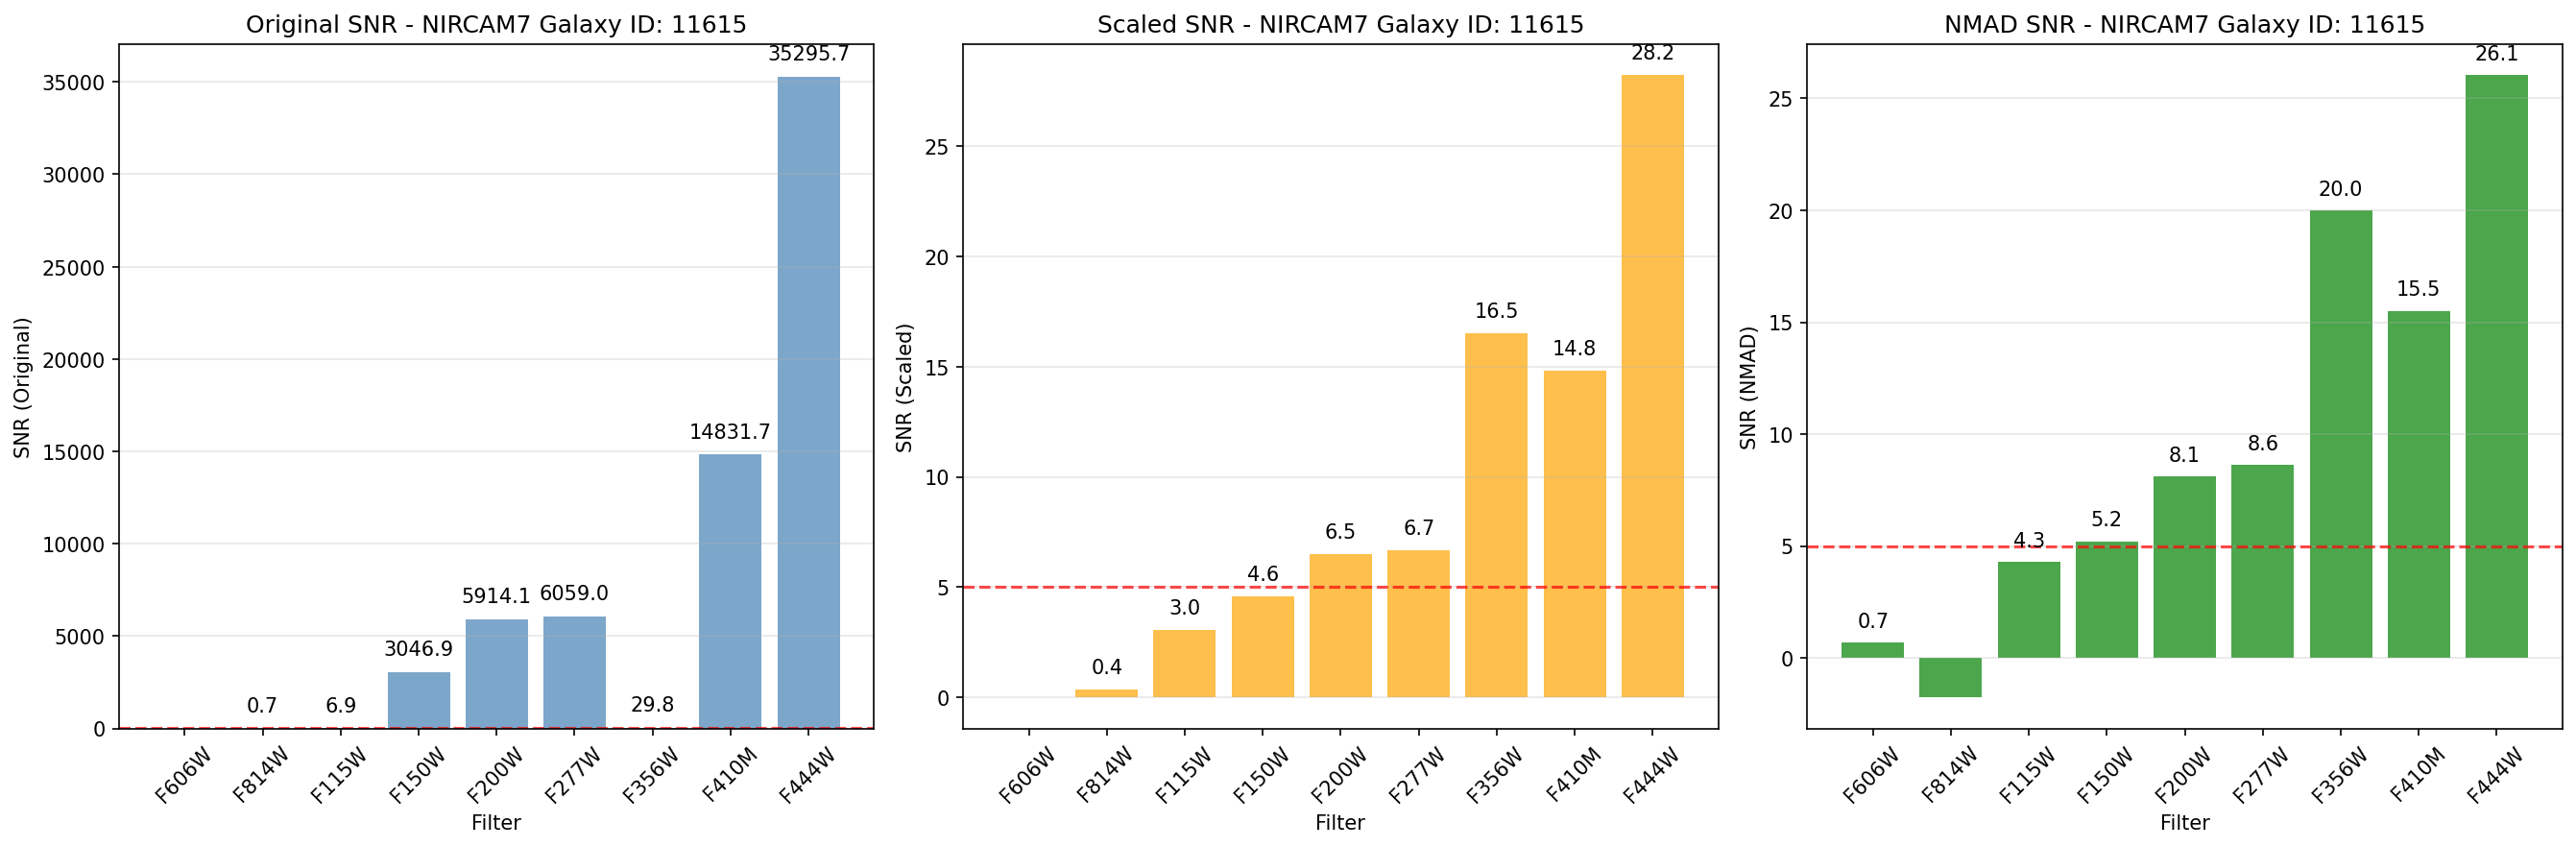 Original SNR - NIRCAM7 Galaxy ID: 11615
SNR (Original)
35000
30000
25000
20000
15000
10000
5000
0
0.7
6.9
3046.9
5914.1
6059.0
29.8
14831.7
35295.7
F606W
F814W
F115W
F150W
F200W
F277W
F356W
F410M
F444W
Filter
Scaled SNR - NIRCAM7 Galaxy ID: 11615
SNR (Scaled)
25
20
15
10
5
0
0.4
3.0
4.6
6.5
6.7
16.5
14.8
28.2
F606W
F814W
F115W
F150W
F200W
F277W
F356W
F410M
F444W
Filter
NMAD SNR - NIRCAM7 Galaxy ID: 11615
SNR (NMAD)
25
20
15
10
5
0
0.7
4.3
5.2
8.1
8.6
20.0
15.5
26.1
F606W
F814W
F115W
F150W
F200W
F277W
F356W
F410M
F444W
Filter